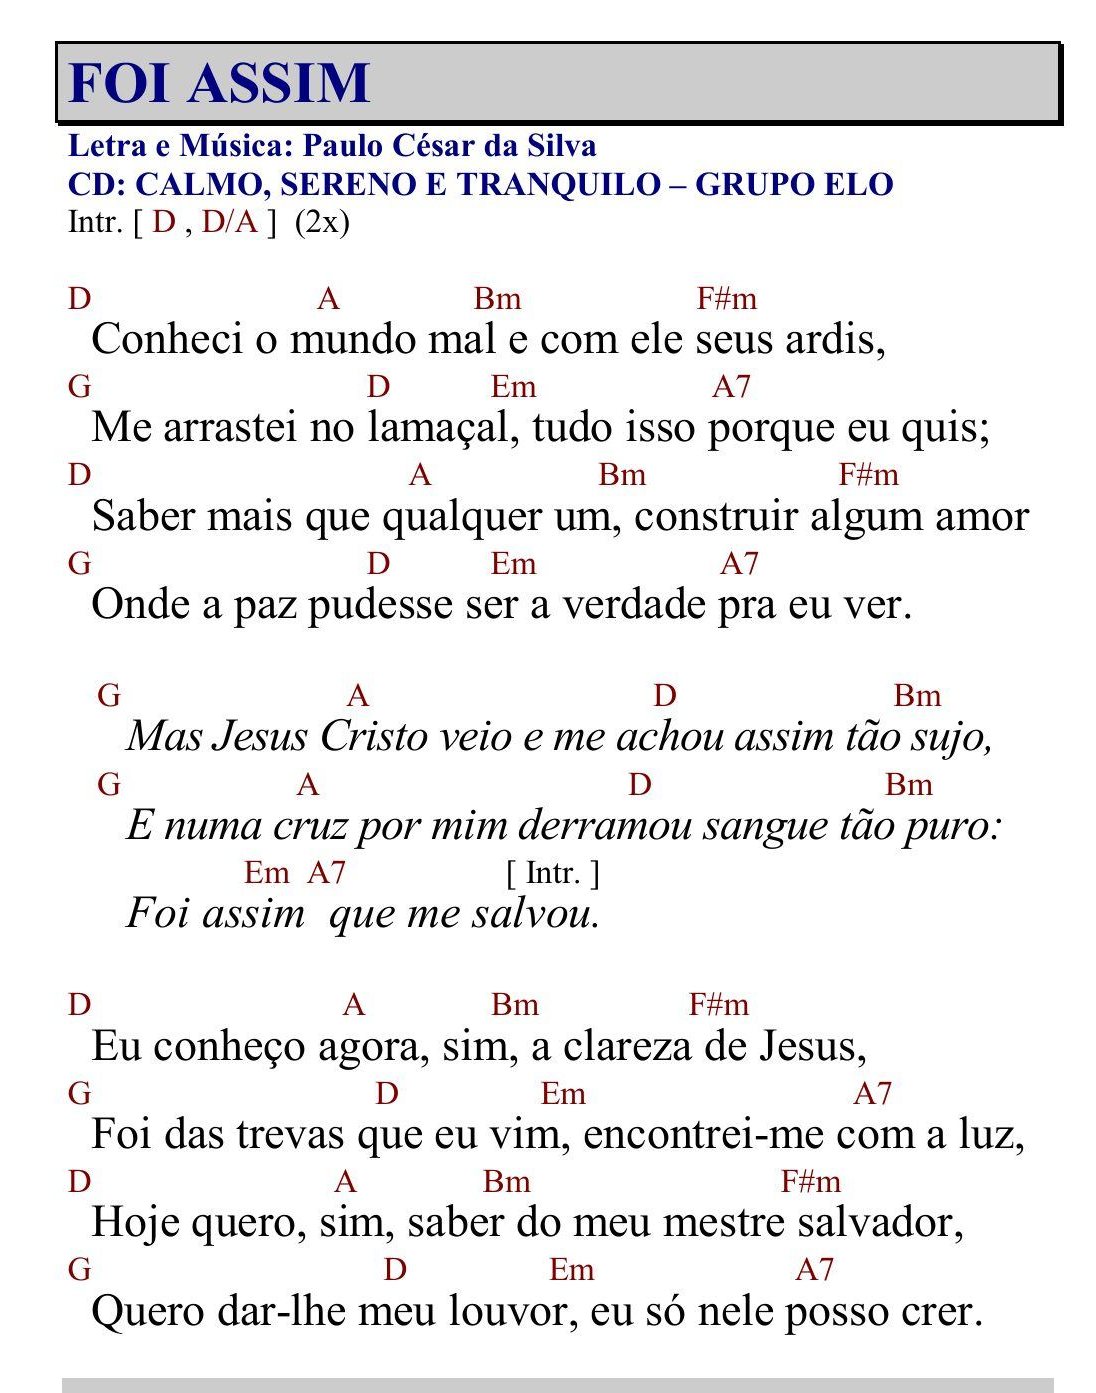 FOI ASSIM
Letra e Música: Paulo César da Silva
CD: CALMO, SERENO E TRANQUILO – GRUPO ELO
Intr. [ D , D/A ] (2x)
D A Bm F#m
Conheci o mundo mal e com ele seus ardis,
G D Em A7
Me arrastei no lamaçal, tudo isso porque eu quis;
D A Bm F#m
Saber mais que qualquer um, construir algum amor
G D Em A7
Onde a paz pudesse ser a verdade pra eu ver.
G A D Bm
Mas Jesus Cristo veio e me achou assim tão sujo,
G A D Bm
E numa cruz por mim derramou sangue tão puro:
Em A7 [ Intr. ]
Foi assim que me salvou.
D A Bm F#m
Eu conheço agora, sim, a clareza de Jesus,
G D Em A7
Foi das trevas que eu vim, encontrei-me com a luz,
D A Bm F#m
Hoje quero, sim, saber do meu mestre salvador,
G D Em A7
Quero dar-lhe meu louvor, eu só nele posso crer.